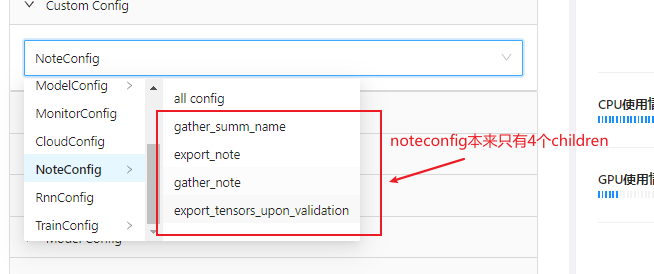 Custom Config
NoteConfig
ModelConfig
MonitorConfig
CloudConfig
NoteConfig
RnnConfig
TrainConfig
all config
gather_summ_name
export_note
gather_note
export_tensors_upon_validation
noteconfig本来只有4个children
CPU使用
GPU使用
Model Config